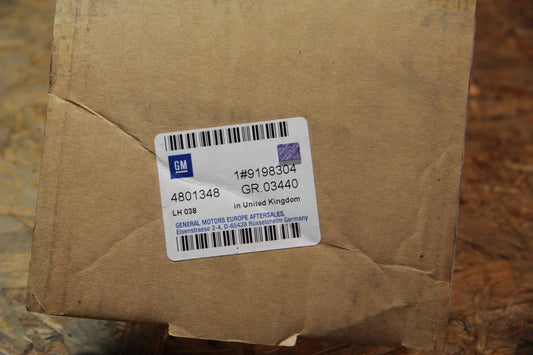 GM
1#9198304
4801348 GR.03440
LH 038 in United Kingdom
GENERAL MOTORS EUROPE AFTERSALES,
Eisenstrasse 2-4, D-65428 Rüsselsheim Germany